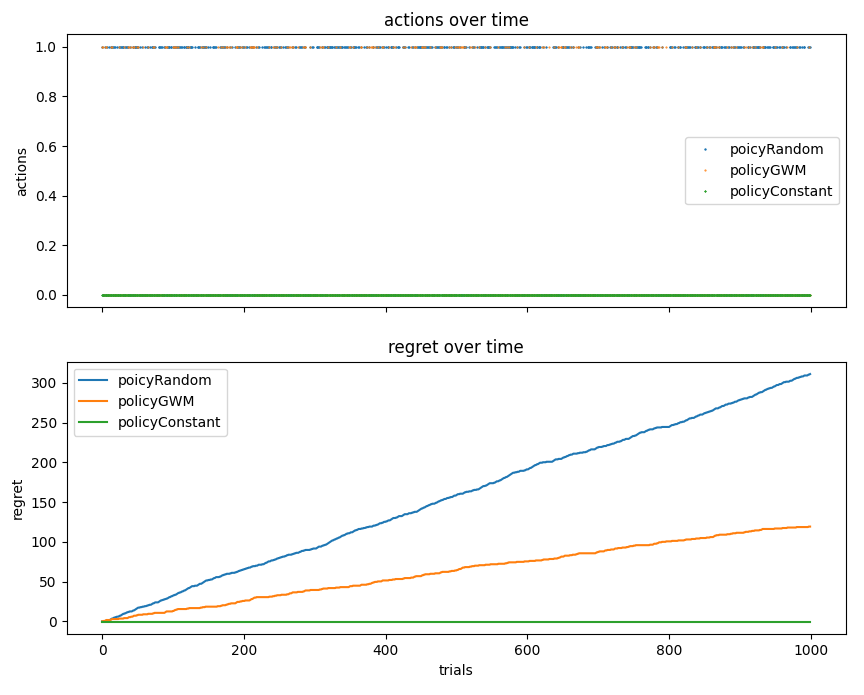 actions over time
1.0
0.8
0.6
0.4
0.2
0.0
actions
poicyRandom
policyGWM
policyConstant
regret over time
300
250
200
150
100
50
0
regret
poicyRandom
policyGWM
policyConstant
0 200 400 600 800 1000
trials